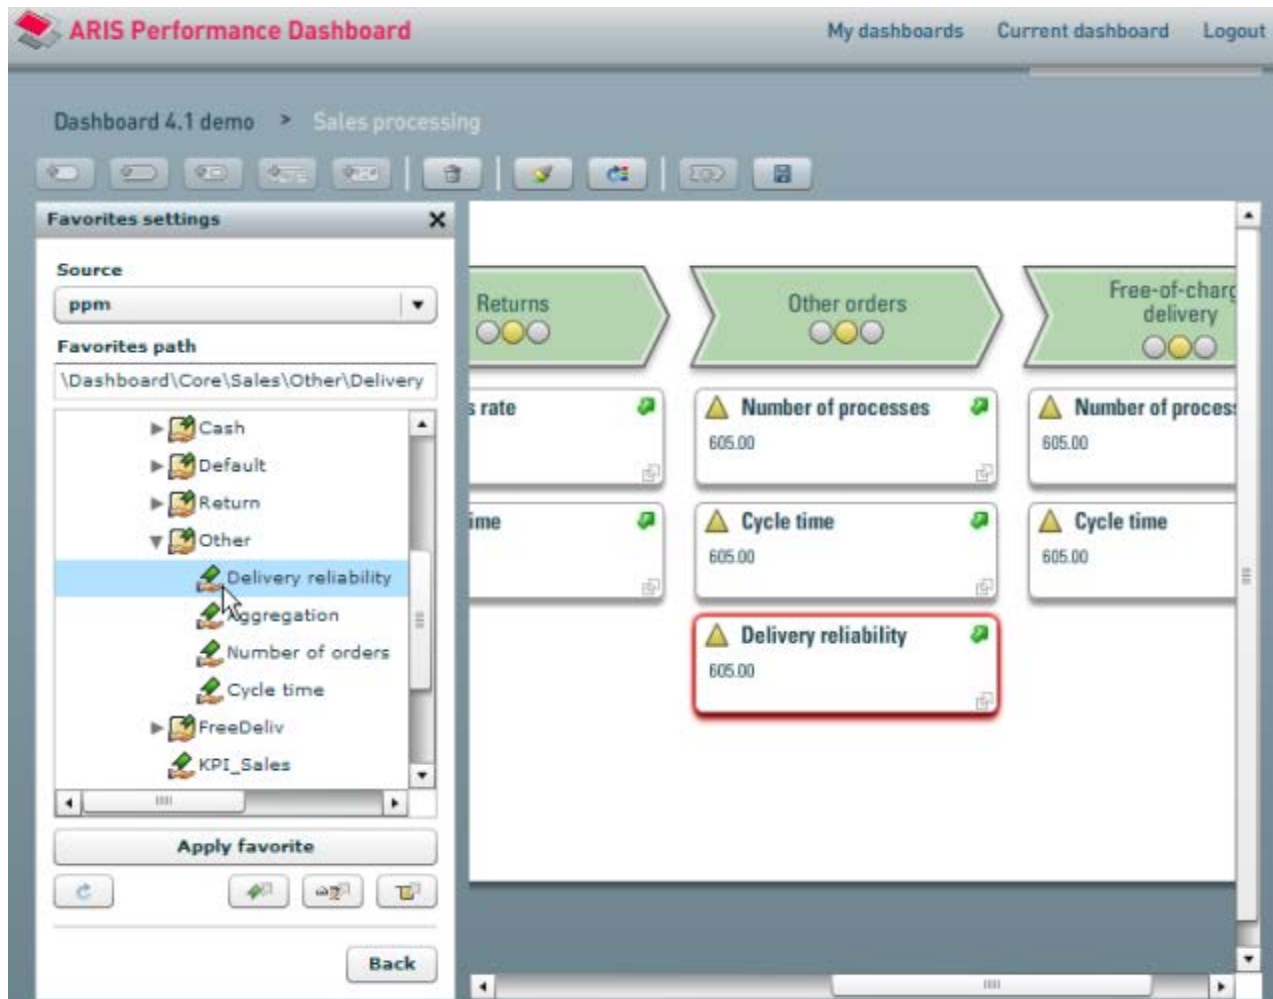 ARIS Performance Dashboard
My dashboards Current dashboard Logout
Dashboard 4.1 demo > Sales processing
Favorites settings
Source
ppm
Favorites path
\Dashboard\Core\Sales\Other\Delivery
Cash
Default
Return
Other
Delivery reliability
Aggregation
Number of orders
Cycle time
FreeDeliv
KPI_Sales
Apply favorite
Back
Returns
s rate
ime
Other orders
Number of processes
605.00
Cycle time
605.00
Delivery reliability
605.00
Free-of-charg
delivery
Number of process
605.00
Cycle time
605.00